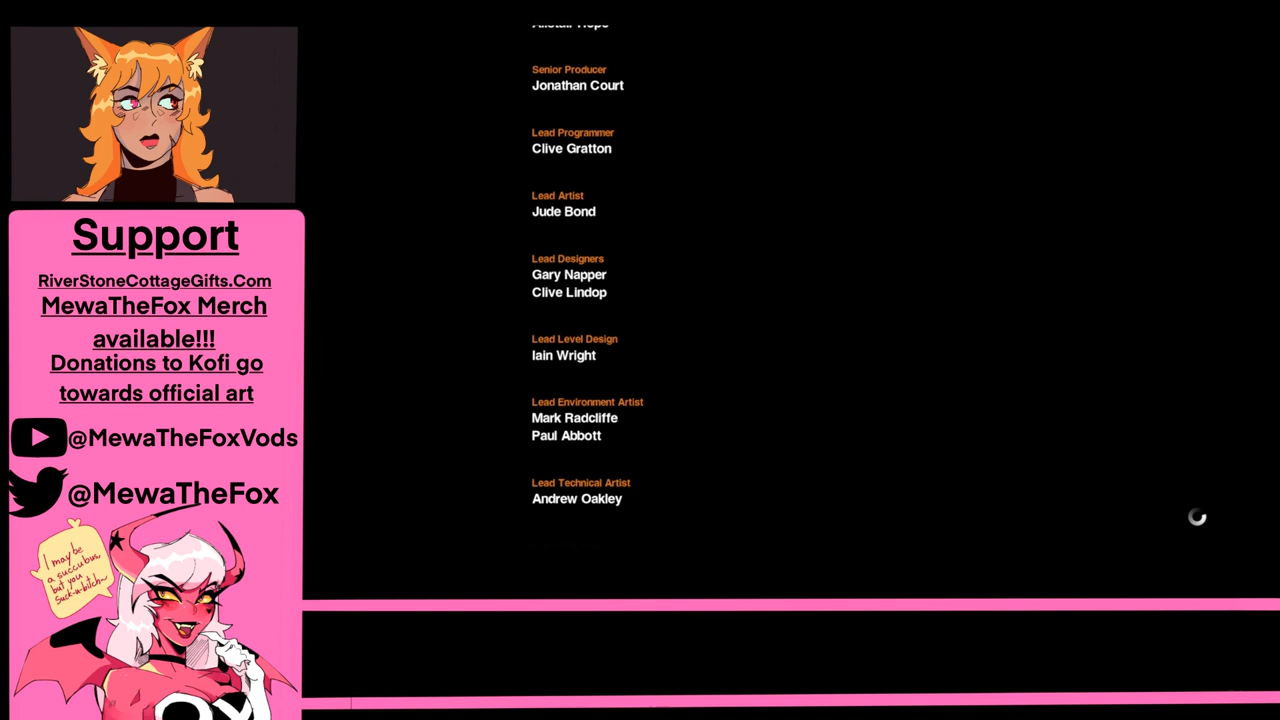 Support
RiverStoneCottageGifts.Com
MewaTheFox Merch
available!!!
Donations to Kofi go
towards official art
@MewaTheFoxVods
@MewaTheFox
I may be
a succubus,
but you
suck-a-bitch~
Senior Producer
Jonathan Court
Lead Programmer
Clive Gratton
Lead Artist
Jude Bond
Lead Designers
Gary Napper
Clive Lindop
Lead Level Design
Iain Wright
Lead Environment Artist
Mark Radcliffe
Paul Abbott
Lead Technical Artist
Andrew Oakley